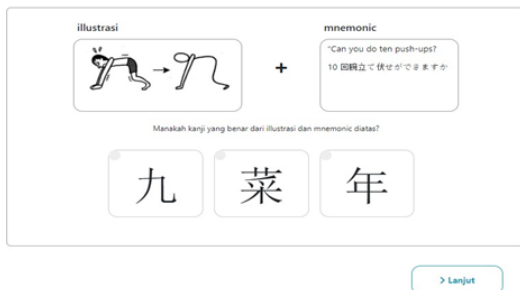 illustrasi
mnemonic
"Can you do ten push-ups?
10 回腕立て伏せができますか
Manakah kanji yang benar dari illustrasi dan mnemonic diatas?
九 菜 年
> Lanjut